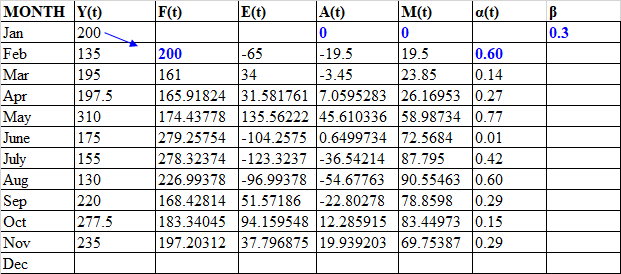 MONTH Y(t) F(t) E(t) A(t) M(t) α(t) β
Jan 200 0 0 0.3
Feb 135 200 -65 -19.5 19.5 0.60
Mar 195 161 34 -3.45 23.85 0.14
Apr 197.5 165.91824 31.581761 7.0595283 26.16953 0.27
May 310 174.43778 135.56222 45.610336 58.98734 0.77
June 175 279.25754 -104.2575 0.6499734 72.5684 0.01
July 155 278.32374 -123.3237 -36.54214 87.795 0.42
Aug 130 226.99378 -96.99378 -54.67763 90.55463 0.60
Sep 220 168.42814 51.57186 -22.80278 78.8598 0.29
Oct 277.5 183.34045 94.159548 12.285915 83.44973 0.15
Nov 235 197.20312 37.796875 19.939203 69.75387 0.29
Dec